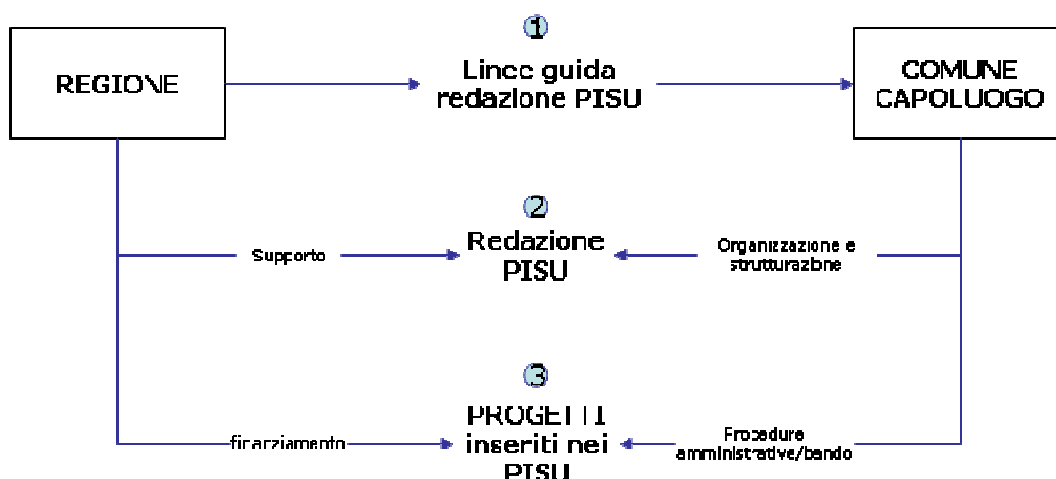 1
REGIONE
Linee guida
redazione PISU
COMUNE
CAPOLUOGO
2
Redazione
PISU
Supporto
Organizzazione e
strutturazione
3
PROGETTI
inseriti nei
PISU
finanziamento
Procedure
amministrative/bando